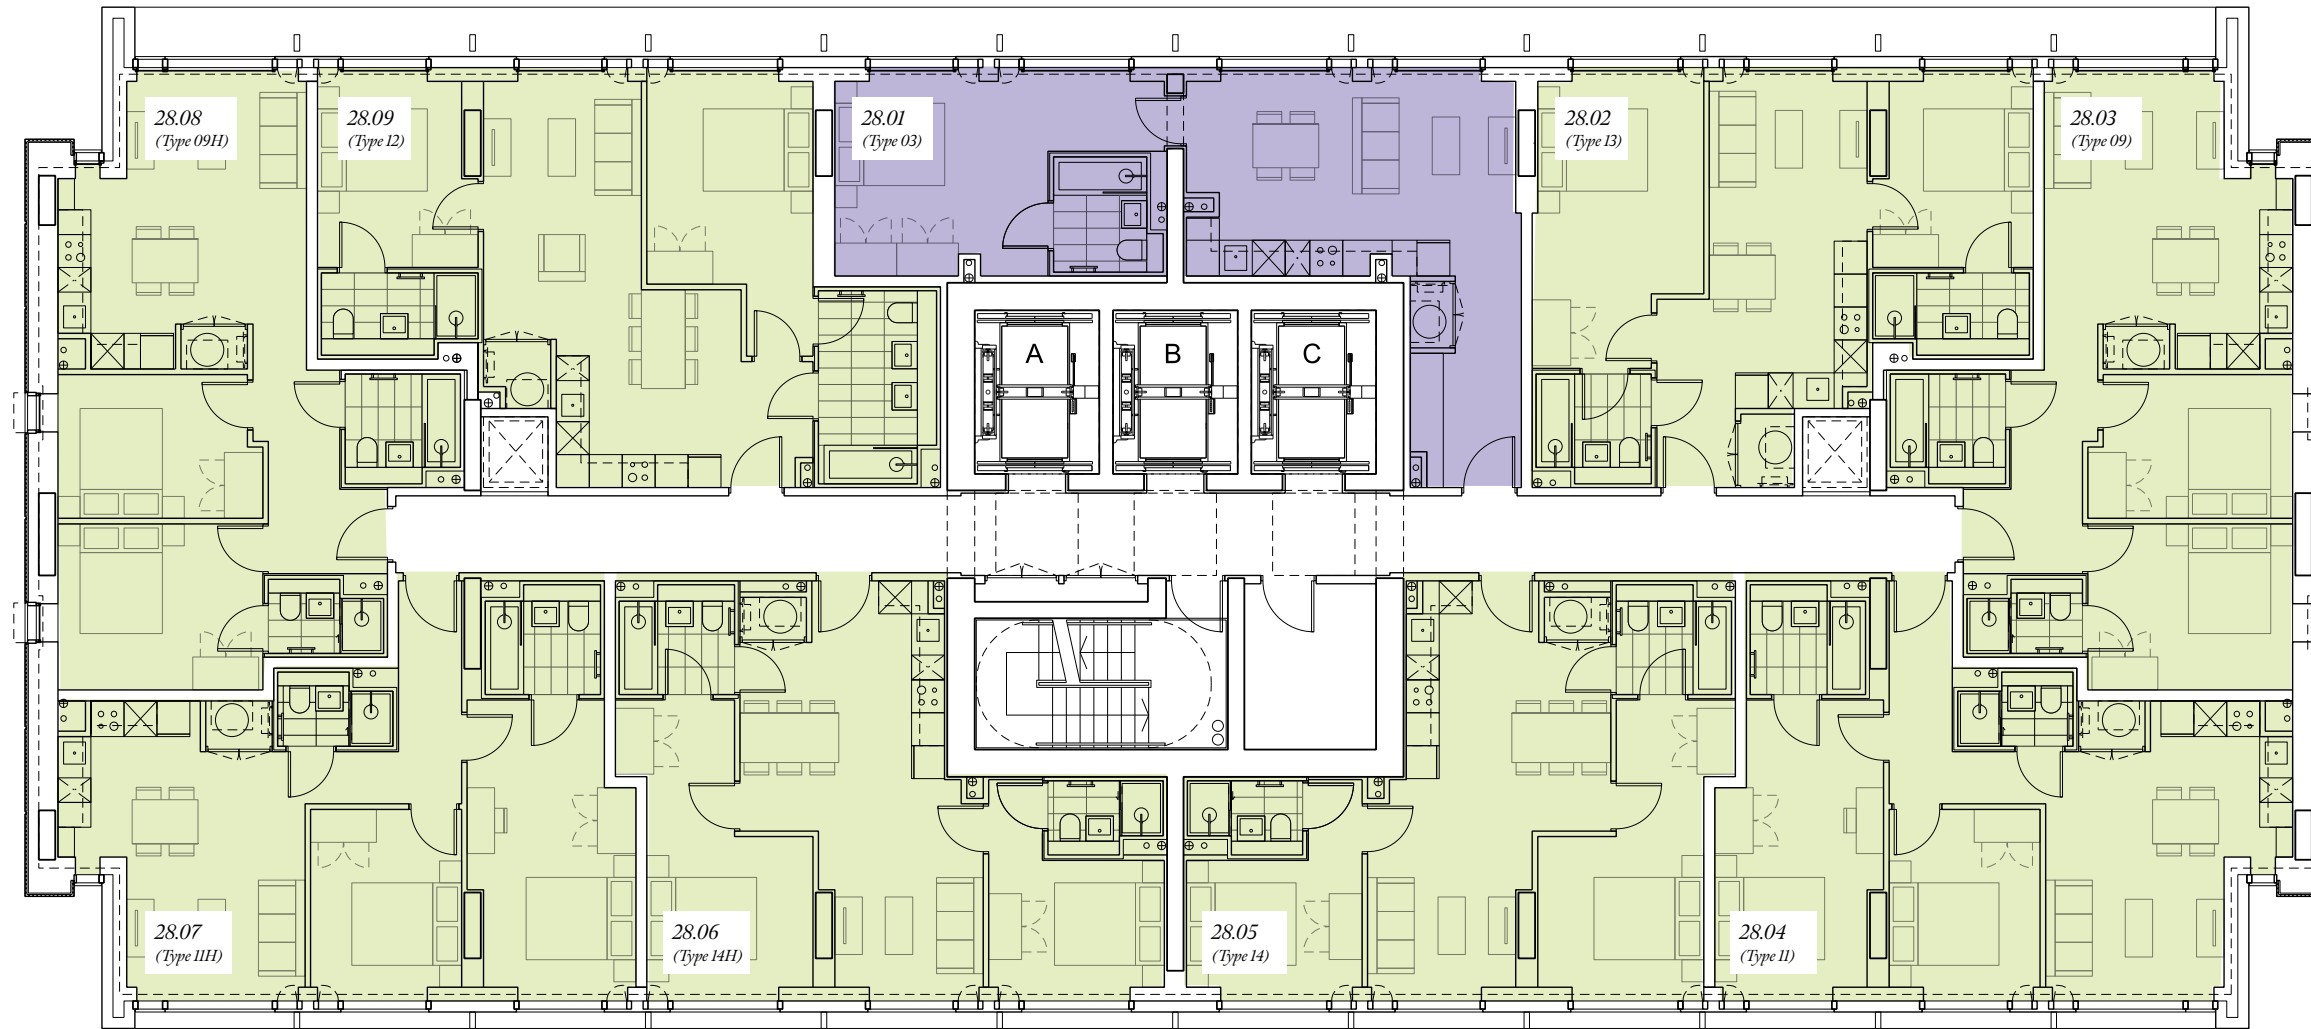 28.08
(Type 09H)
28.09
(Type 12)
28.01
(Type 03)
28.02
(Type 13)
28.03
(Type 09)
A
B
C
28.07
(Type 11H)
28.06
(Type 14H)
28.05
(Type 14)
28.04
(Type 11)